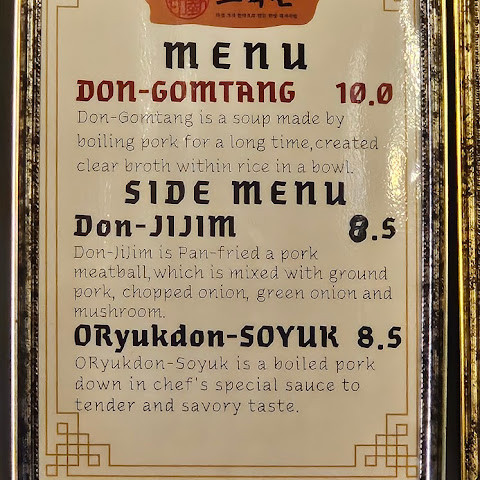 MENU
DON-GOMTANG 10.0
Don-Gomtang is a soup made by
boiling pork for a long time,created
clear broth within rice in a bowl.
SIDE MENU
Don-JIJIM 8.5
Don-JiJim is Pan-fried a pork
meatball,which is mixed with ground
pork, chopped onion, green onion and
mushroom.
ORyukdon-SOYUK 8.5
ORyukdon-Soyuk is a boiled pork
down in chef's special sauce to
tender and savory taste.